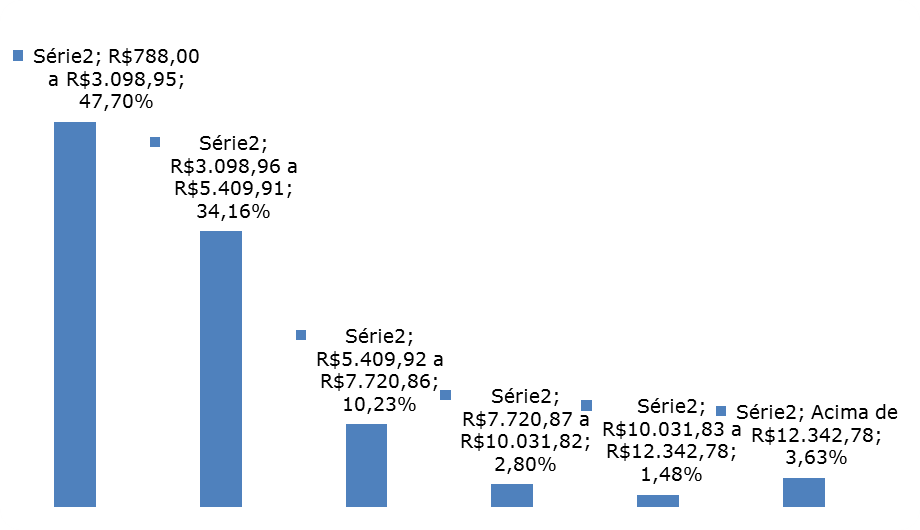 Série2; R$788,00
a R$3.098,95;
47,70%
Série2;
R$3.098,96 a
R$5.409,91;
34,16%
Série2;
R$5.409,92 a
R$7.720,86;
10,23%
Série2;
R$7.720,87 a
R$10.031,82;
2,80%
Série2;
R$10.031,83 a
R$12.342,78;
1,48%
Série2; Acima de
R$12.342,78;
3,63%